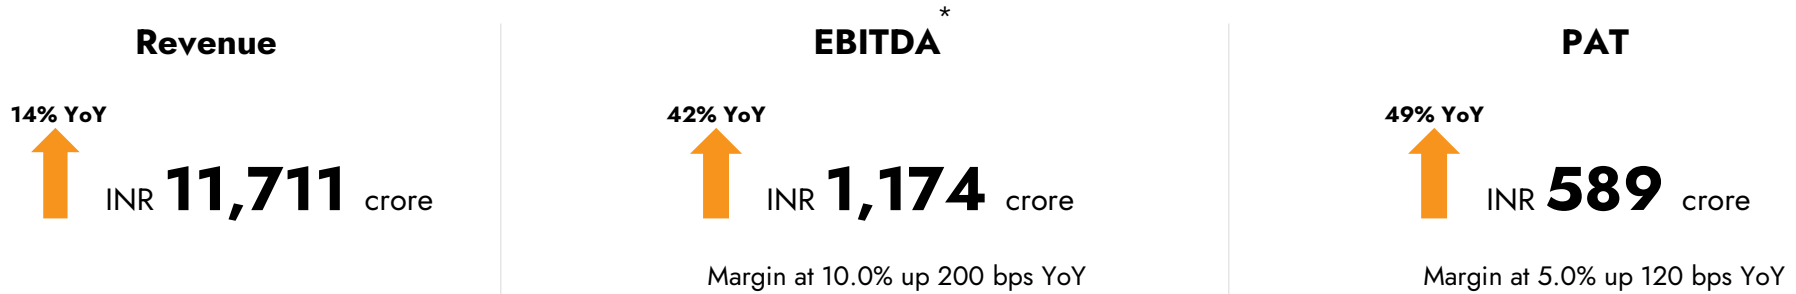 Revenue
14% YoY
INR 11,711 crore
EBITDA*
42% YoY
INR 1,174 crore
Margin at 10.0% up 200 bps YoY
PAT
49% YoY
INR 589 crore
Margin at 5.0% up 120 bps YoY